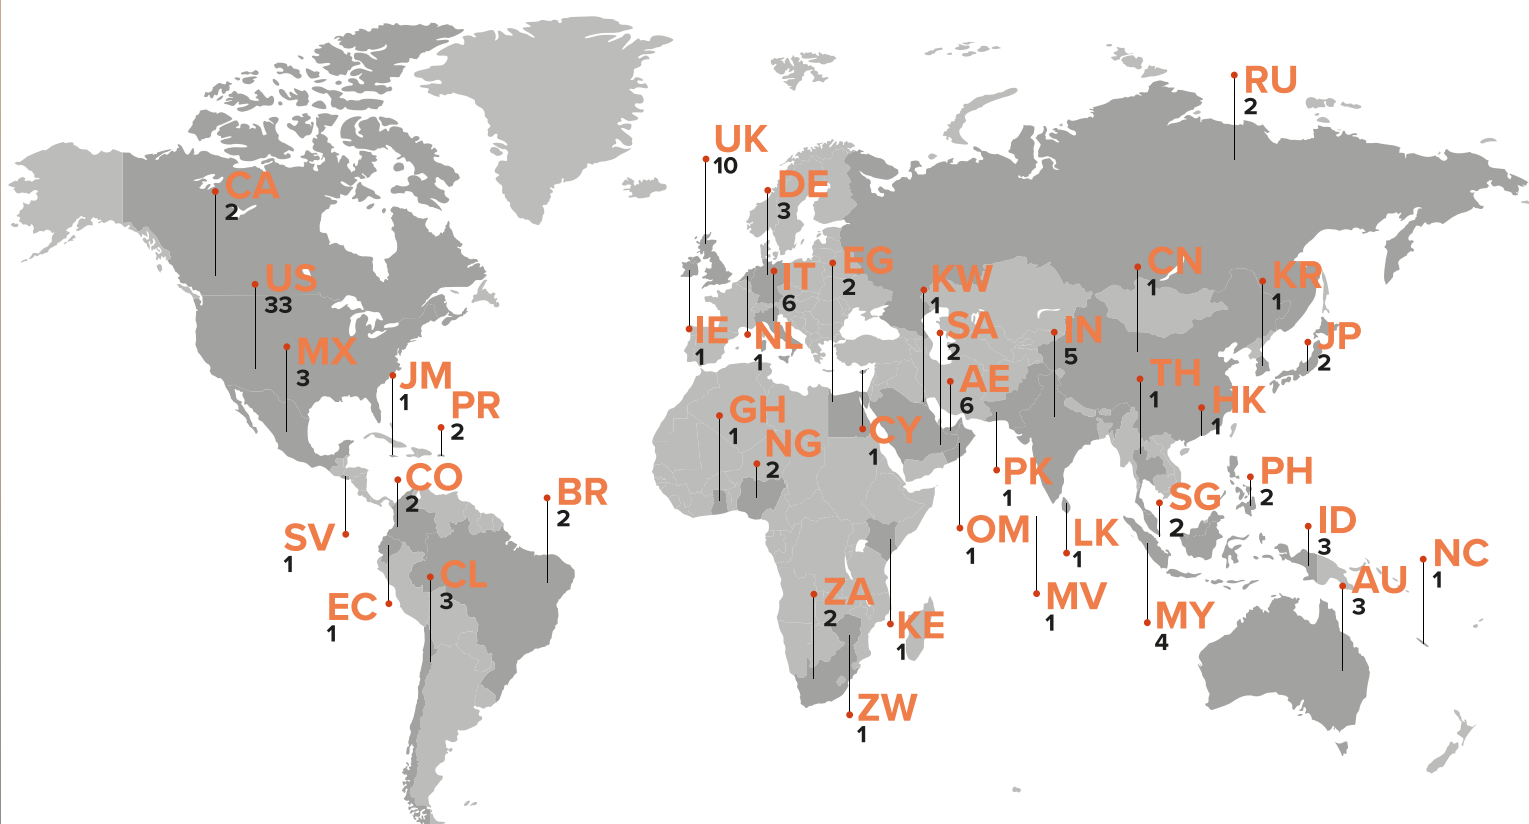 RU
2
UK
10
CA
2
DE
3
US
33
IT
6
EG
2
KW
1
CN
1
KR
1
IE
1
NL
1
SA
2
IN
5
JP
2
MX
3
JM
1
PR
2
AE
6
TH
1
HK
1
GH
1
NG
2
CY
1
CO
2
BR
2
PK
1
PH
2
SG
2
SV
1
OM
1
LK
1
ID
3
NC
1
EC
1
CL
3
ZA
2
KE
1
MV
1
MY
4
AU
3
ZW
1